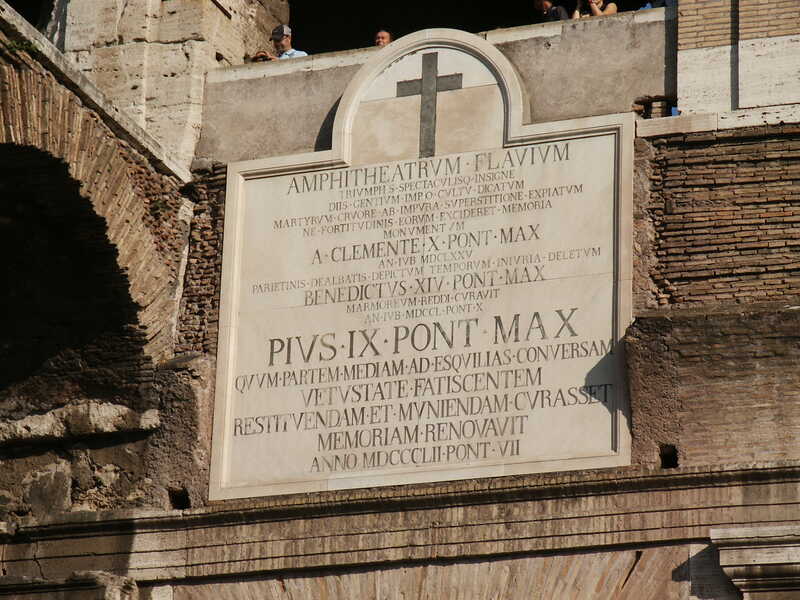 AMPHITHEATRVM · FLAVIUM
TRIVMPHIS · SPECTACVLISQ · INSIGNE
DIIS · GENTIUM · IMPIO · CVLTV · DICATVM
MARTYRVM · CRVORE · AB · IMPVRA · SVPERSTITIONE · EXPIATVM
NE · FORTITVDINIS · EORVM · EXCIDERET · MEMORIA
MONVMENTVM
A · CLEMENTE · X · PONT · MAX
AN · IVB · MDCLXXV
PARIETINIS · DEALBATIS · DEPICTVM · TEMPORVM · INIVRIA · DELETVM
BENEDICTVS · XIV · PONT · MAX
MARMOREVM · REDDI · CVRAVIT
AN · IVB · MDCCL · PONT · X
PIVS · IX · PONT · MAX
QVVM · PARTEM · MEDIAM · AD · ESQVILIAS · CONVERSAM
VETVSTATE · FATISCENTEM
RESTITVENDAM · ET · MVNIENDAM · CVRASSET
MEMORIAM · RENOVAVIT
ANNO · MDCCCLII · PONT · VII